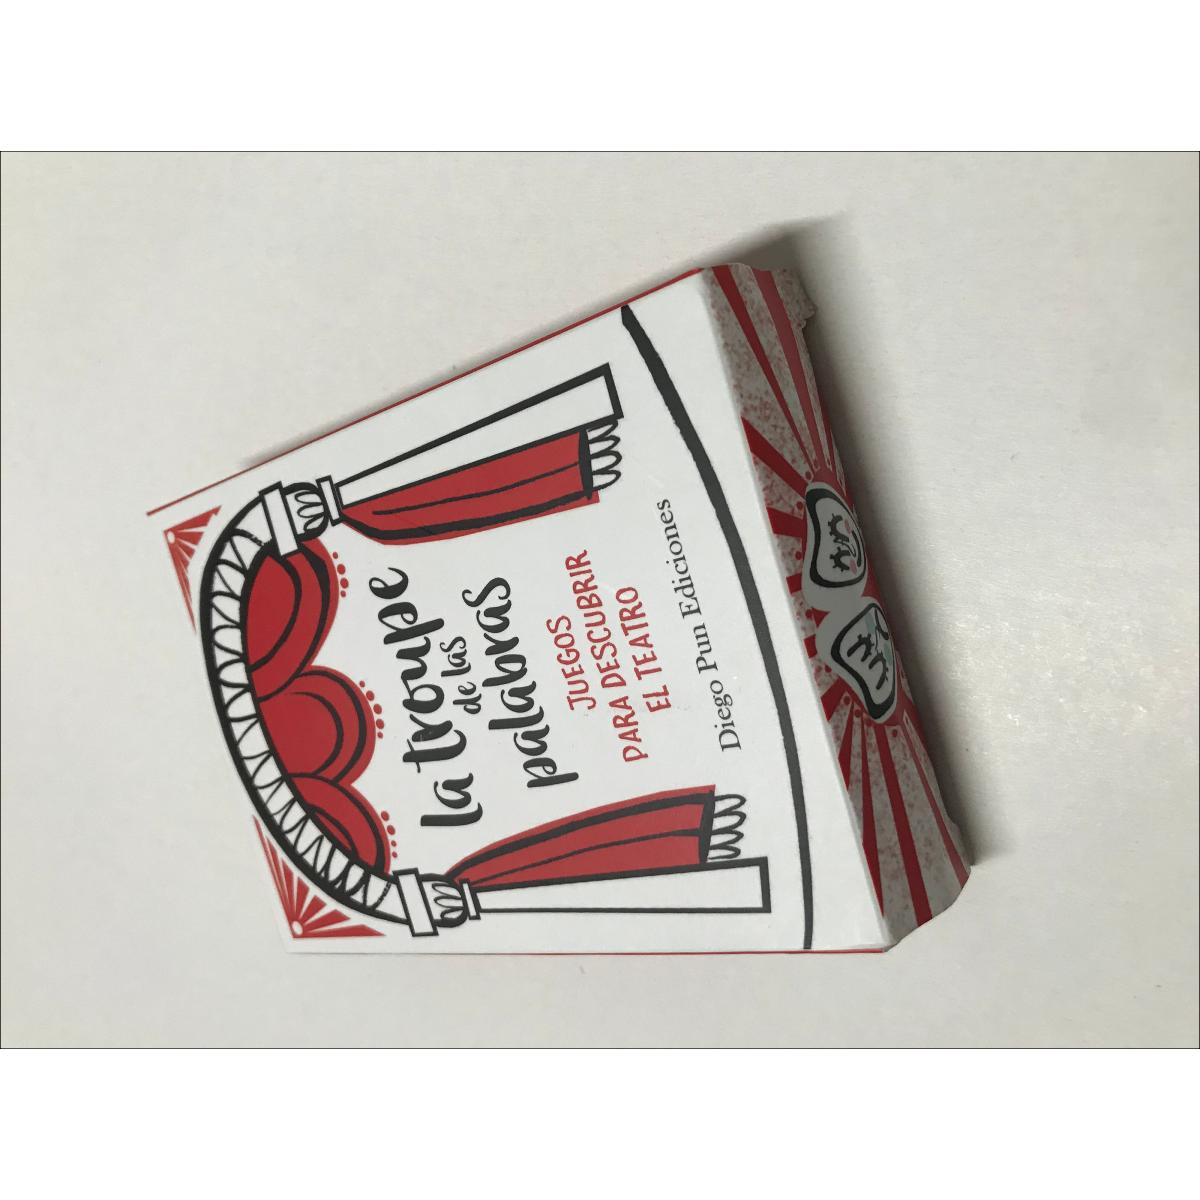 la troupe
de las
palabras
JUEGOS
PARA DESCUBRIR
EL TEATRO
Diego Pun Ediciones